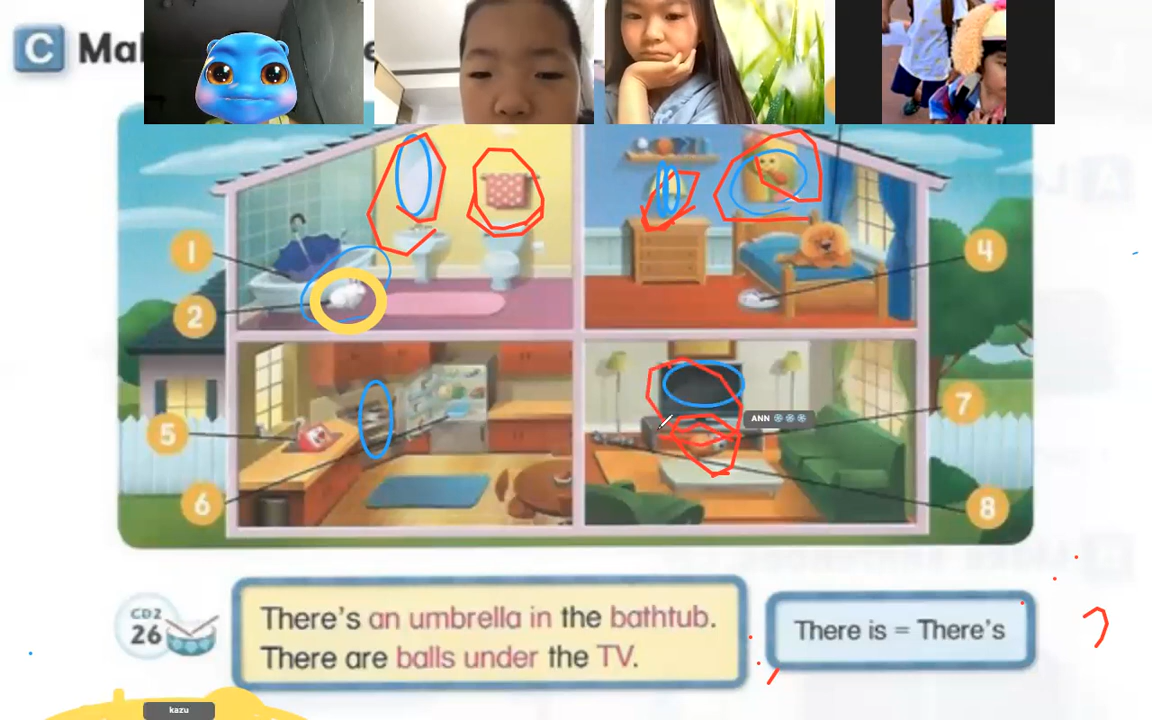 C Mal
1
2
4
5
7
ANN
6
8
CD2
26
There's an umbrella in the bathtub.
There are balls under the TV.
There is = There's
kazu